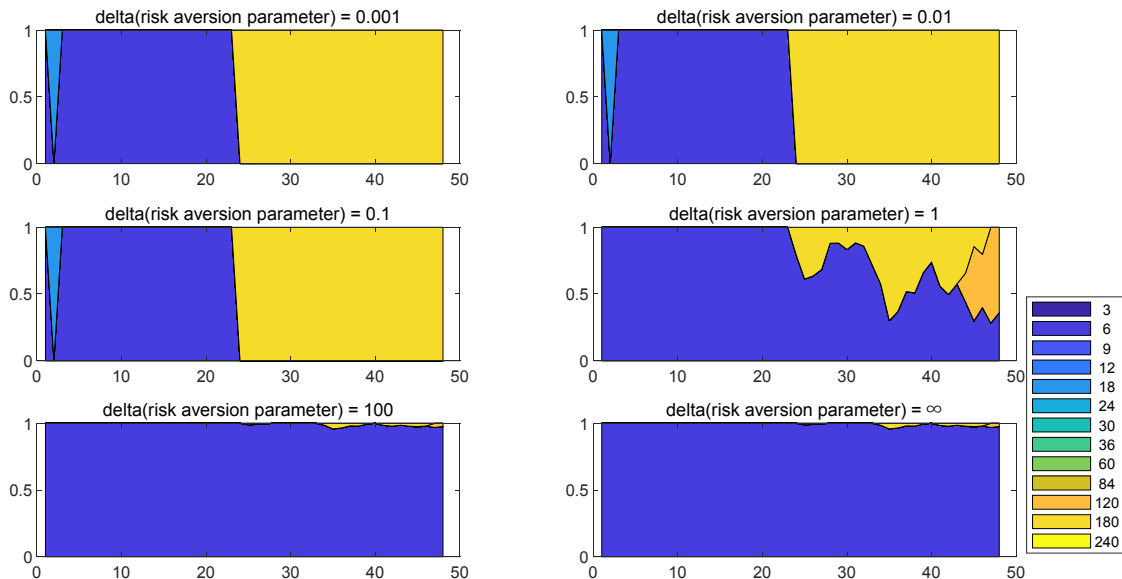 delta(risk aversion parameter) = 0.001
1
0.5
0
0 10 20 30 40 50
delta(risk aversion parameter) = 0.01
1
0.5
0
0 10 20 30 40 50
delta(risk aversion parameter) = 0.1
1
0.5
0
0 10 20 30 40 50
delta(risk aversion parameter) = 1
1
0.5
0
0 10 20 30 40 50
delta(risk aversion parameter) = 100
1
0.5
0
0 10 20 30 40 50
delta(risk aversion parameter) = ∞
1
0.5
0
0 10 20 30 40 50
3
6
9
12
18
24
30
36
60
84
120
180
240